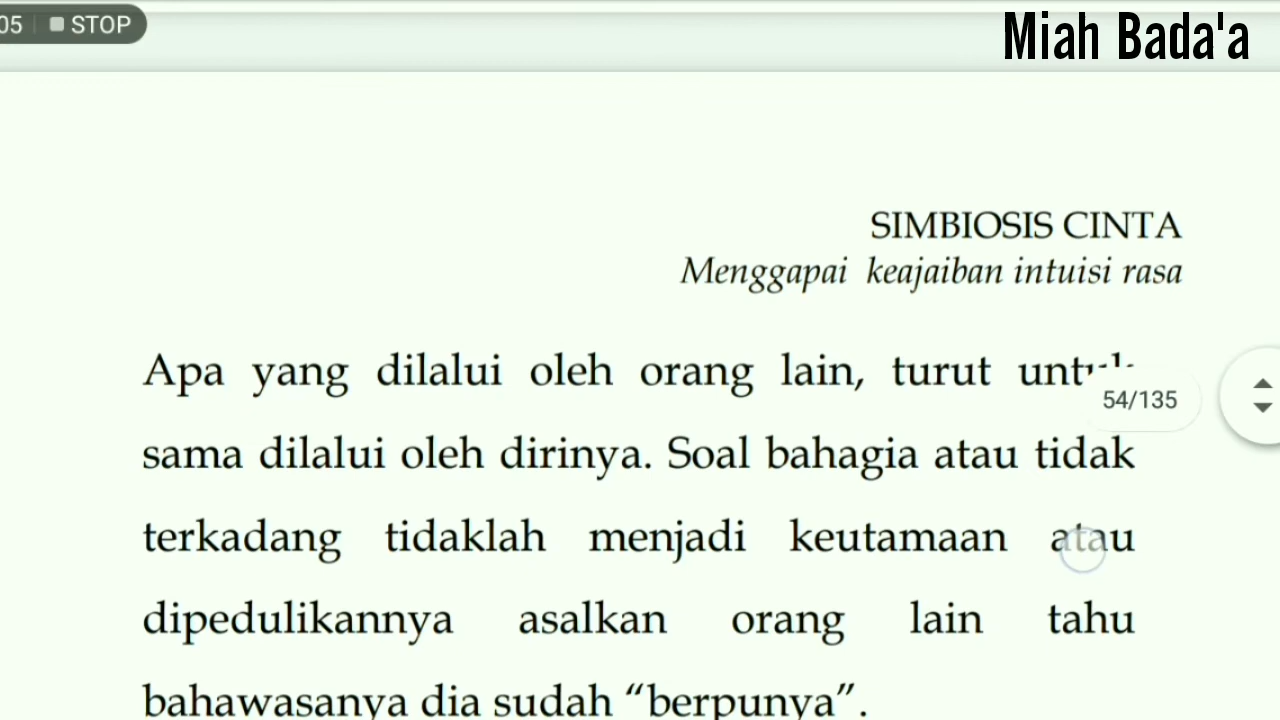 05 STOP
Miah Bada'a
SIMBIOSIS CINTA
Menggapai keajaiban intuisi rasa
Apa yang dilalui oleh orang lain, turut untuk
54/135
sama dilalui oleh dirinya. Soal bahagia atau tidak
terkadang tidaklah menjadi keutamaan atau
dipedulikannya asalkan orang lain tahu
bahawasanya dia sudah “berpunya”.